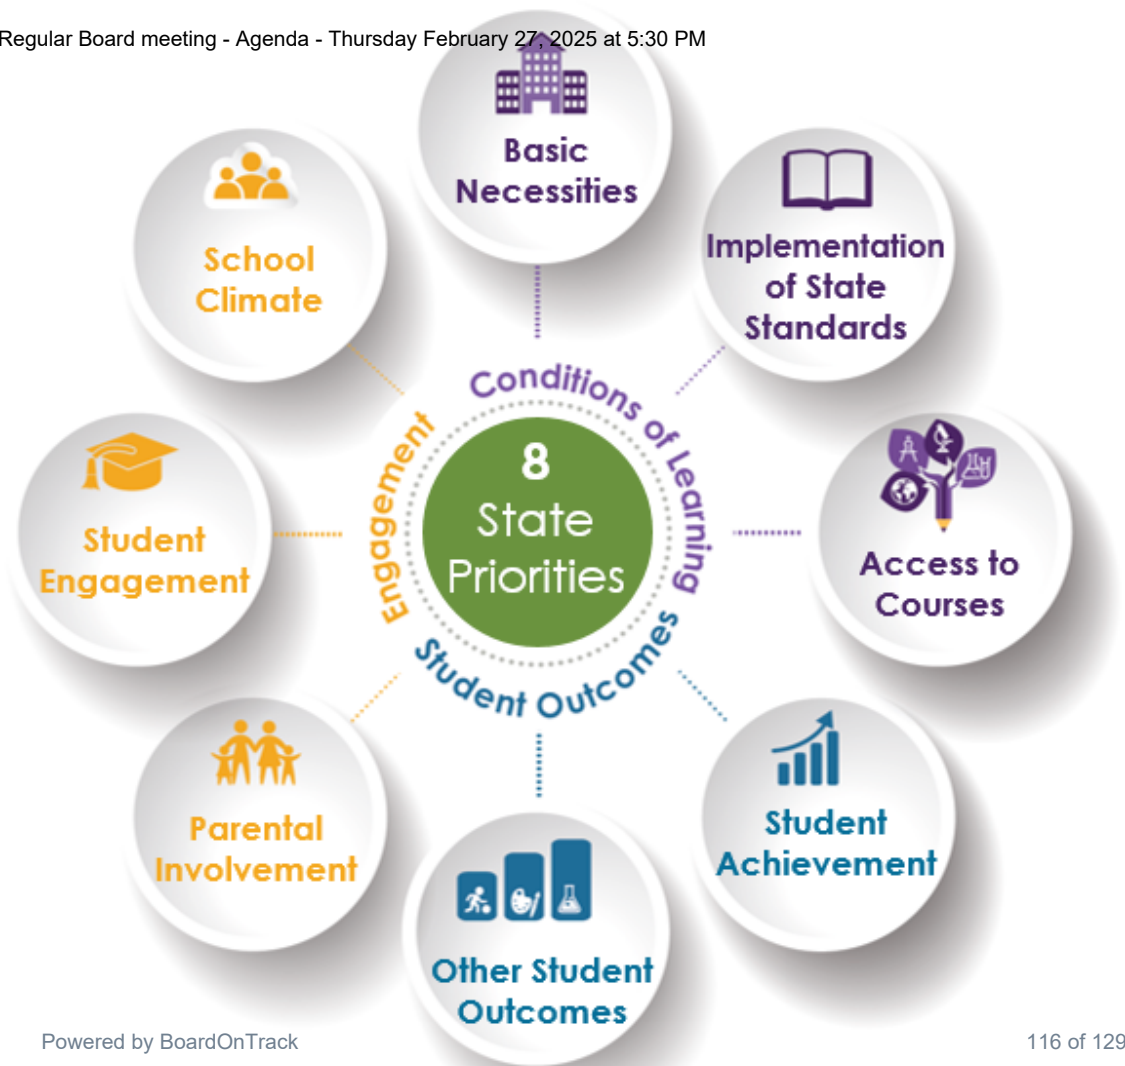 Regular Board meeting - Agenda - Thursday February 27, 2025 at 5:30 PM
Basic
Necessities
Implementation
of State
Standards
Access to
Courses
Student
Achievement
Other Student
Outcomes
Parental
Involvement
Student
Engagement
School
Climate
Conditions of Learning
Student Outcomes
Engagement
8
State
Priorities
Powered by BoardOnTrack
116 of 129